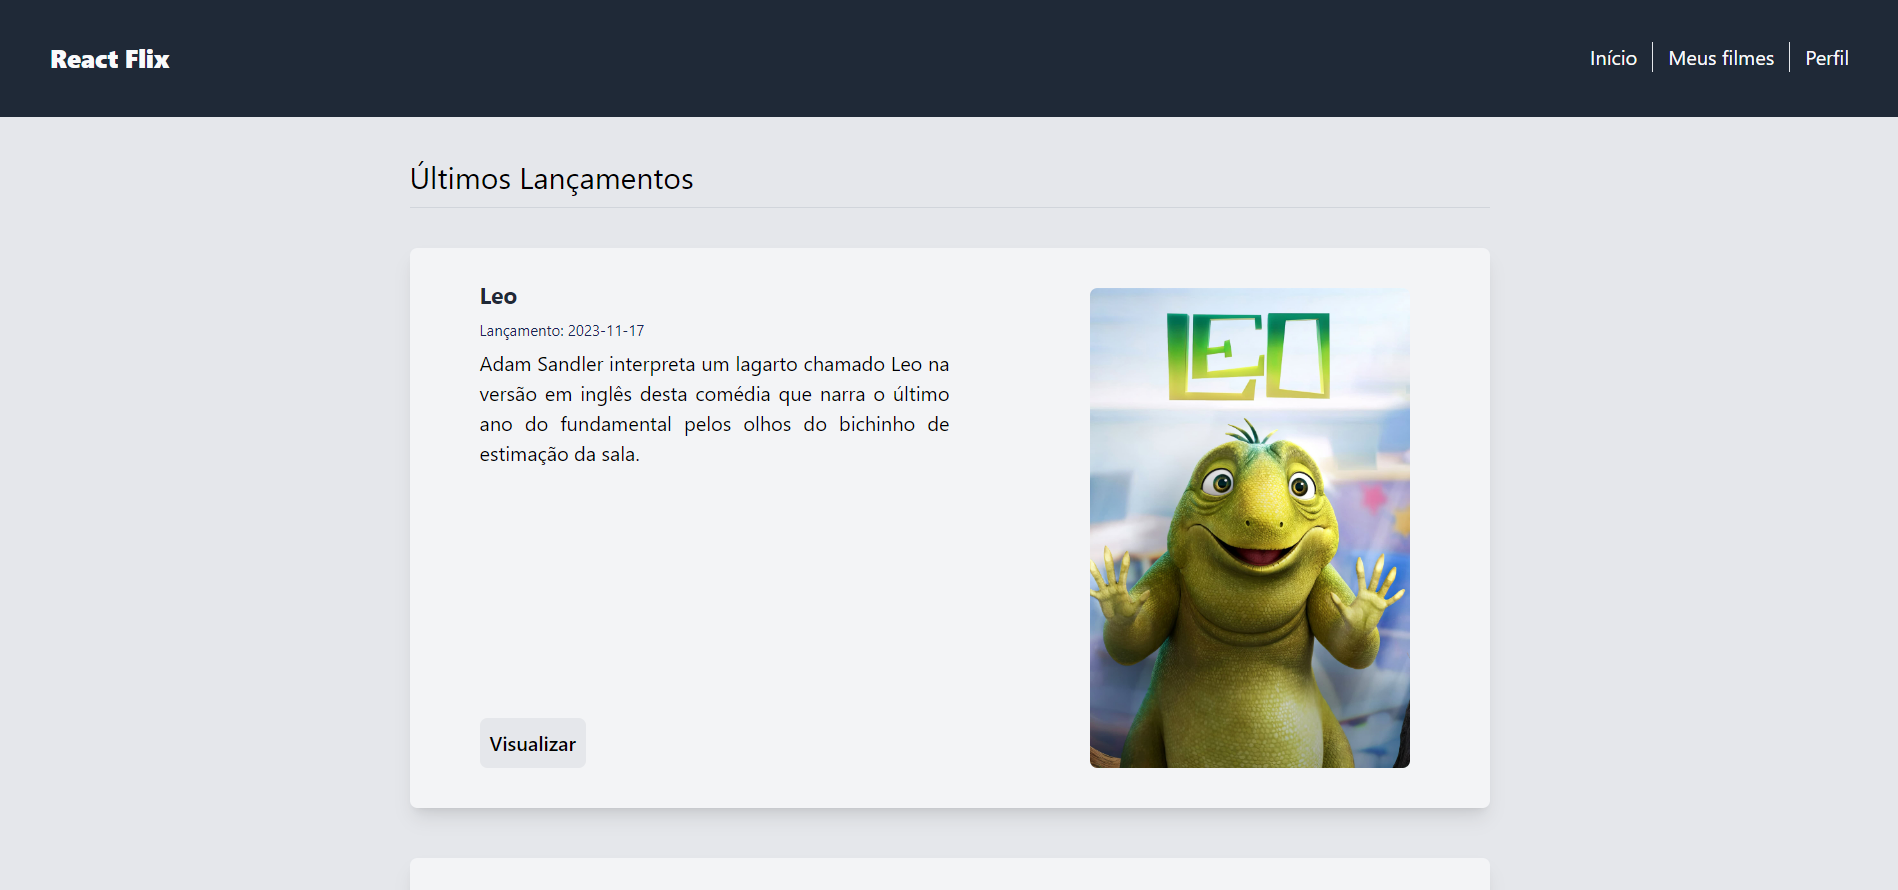 React Flix
Início
Meus filmes
Perfil
Últimos Lançamentos
Leo
Lançamento: 2023-11-17
Adam Sandler interpreta um lagarto chamado Leo na
versão em inglês desta comédia que narra o último
ano do fundamental pelos olhos do bichinho de
estimação da sala.
Visualizar
LEO